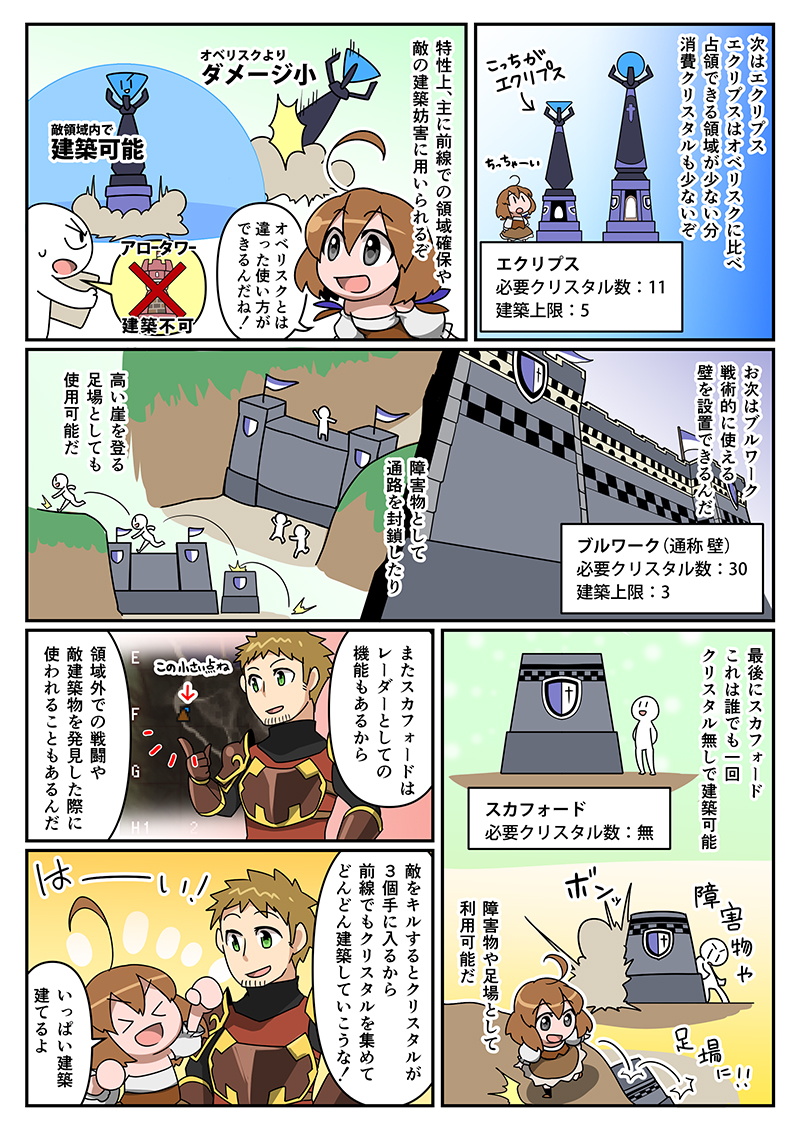 次はエクリプス
エクリプスはオベリスクに比べ
占領できる領域が少ない分
消費クリスタルも少ないぞ
こっちが
エクリプス
ちっちゃーい
エクリプス
必要クリスタル数：11
建築上限：5
特性上、主に前線での領域確保や
敵の建築妨害に用いられるぞ
オベリスクより
ダメージ小
敵領域内で
建築可能
アロータワー
建築不可
オベリスクとは
違った使い方が
できるんだね！
お次はブルワーク
戦術的に使える
壁を設置できるんだ
ブルワーク（通称 壁）
必要クリスタル数：30
建築上限：3
障害物として
通路を封鎖したり
高い崖を登る
足場としても
使用可能だ
最後にスカフォード
これは誰でも一回
クリスタル無しで建築可能
スカフォード
必要クリスタル数：無
障害物や
ボンッ
足場に!!
障害物や足場として
利用可能だ
またスカフォードは
レーダーとしての
機能もあるから
この小さい点ね
E
F
G
H1 2
領域外での戦闘や
敵建築物を発見した際に
使われることもあるんだ
敵をキルするとクリスタルが
3個手に入るから
前線でもクリスタルを集めて
どんどん建築していこうな！
はーい！
いっぱい建築
建てるよ